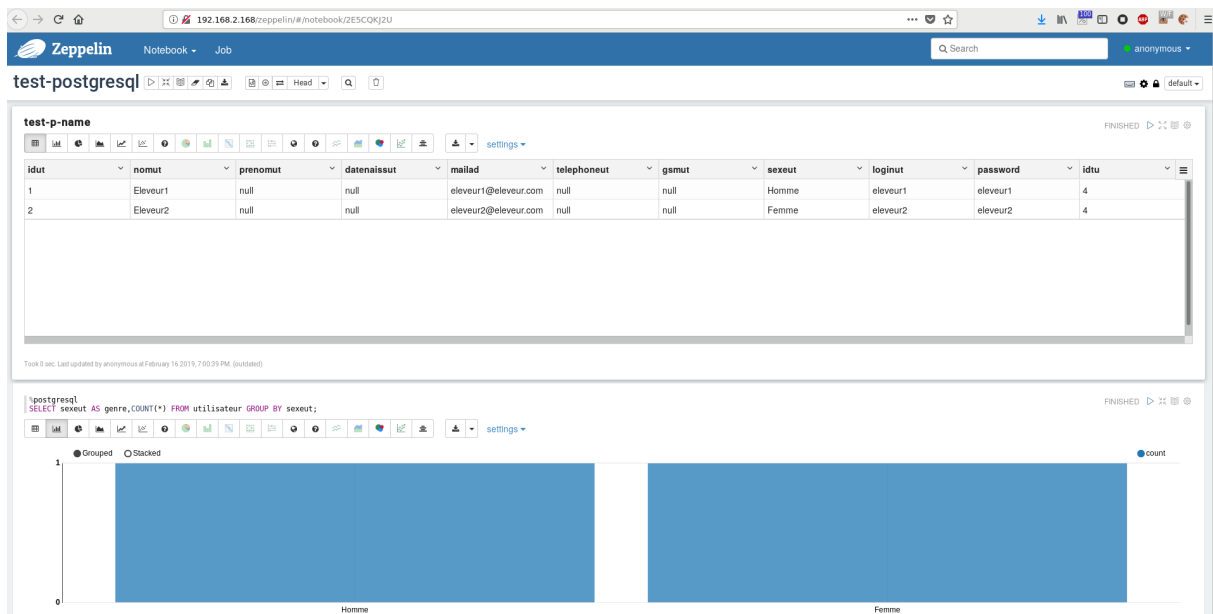 192.168.2.168/zeppelin/#/notebook/2E5CQKJ2U
100
ABP
Zeppelin Notebook Job Search anonymous
test-postgresql Head default
test-p-name FINISHED
settings
idut nomut prenomut datenaissut mailad telephoneut gsmut sexeut loginut password idtu
1 Eleveur1 null null eleveur1@eleveur.com null null Homme eleveur1 eleveur1 4
2 Eleveur2 null null eleveur2@eleveur.com null null Femme eleveur2 eleveur2 4
Took 0 sec. Last updated by anonymous at February 16 2019, 7:00:39 PM. (outdated)
%postgresql FINISHED
SELECT sexeut AS genre,COUNT(*) FROM utilisateur GROUP BY sexeut;
settings
Grouped Stacked count
1
0
Homme Femme